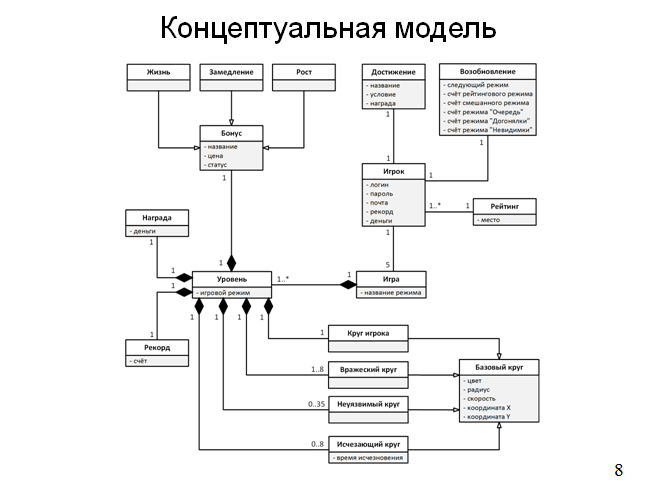 Концептуальная модель
Жизнь
Замедление
Рост
Достижение
- название
- условие
- награда
Возобновление
- следующий режим
- счёт рейтингового режима
- счёт смешанного режима
- счёт режима "Очередь"
- счёт режима "Догонялки"
- счёт режима "Невидимки"
1
1
Бонус
- название
- цена
- статус
1
1
1
Игрок
- логин
- пароль
- почта
- рекорд
- деньги
1..*
1
Рейтинг
- место
1
Награда
- деньги
1
1
1
5
Уровень
- игровой режим
1..*
1
Игра
- название режима
1
1
1
1
1
1
Рекорд
- счёт
1
Круг игрока
1..8
Вражеский круг
0..35
Неуязвимый круг
0..8
Исчезающий круг
- время исчезновения
Базовый круг
- цвет
- радиус
- скорость
- координата X
- координата Y
8